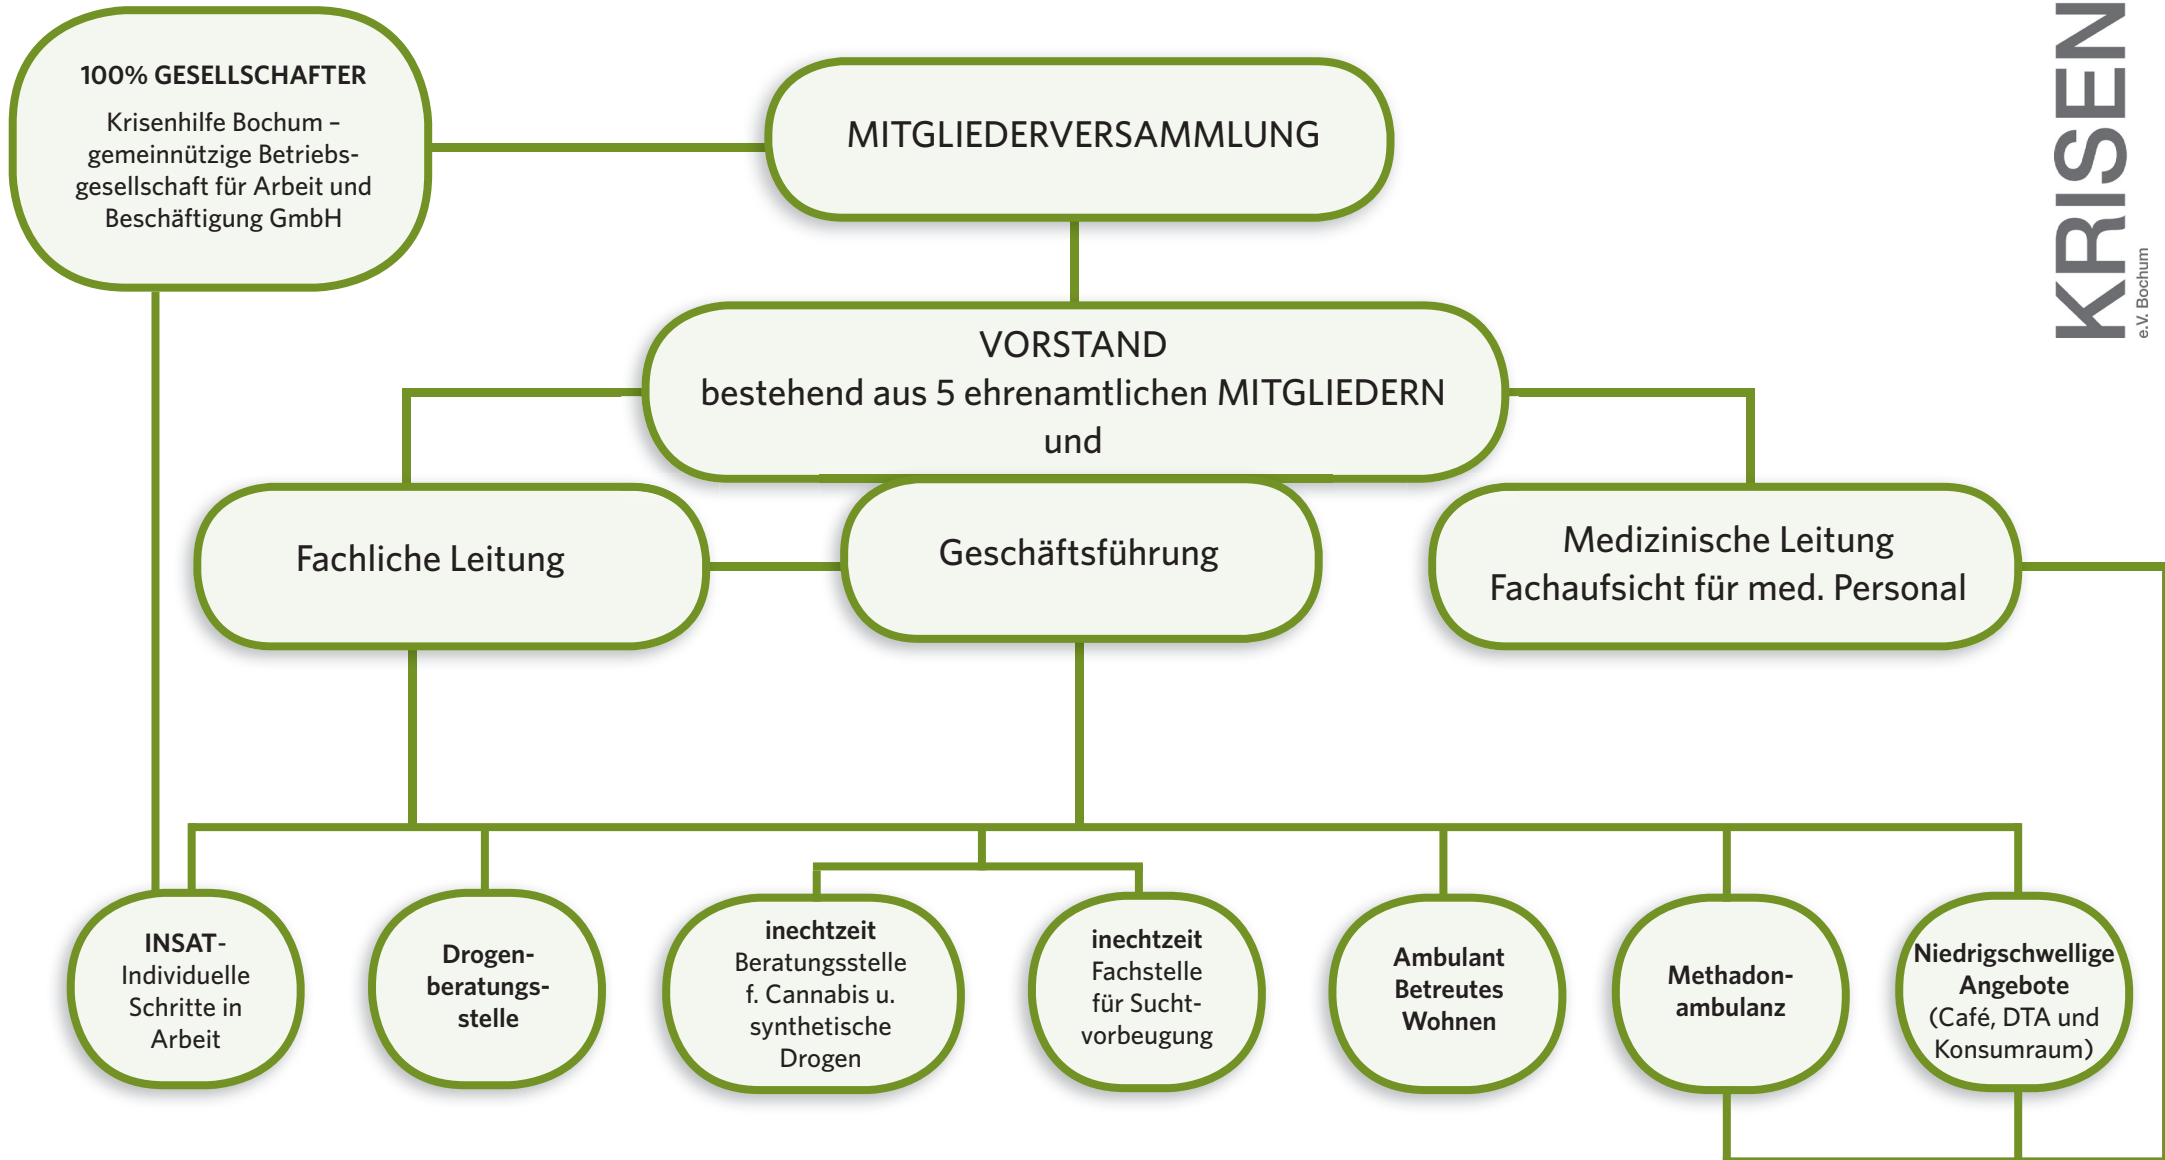 100% GESELLSCHAFTER
Krisenhilfe Bochum –
gemeinnützige Betriebs-
gesellschaft für Arbeit und
Beschäftigung GmbH
MITGLIEDERVERSAMMLUNG
KRISEN
e.V. Bochum
VORSTAND
bestehend aus 5 ehrenamtlichen MITGLIEDERN
und
Fachliche Leitung
Geschäftsführung
Medizinische Leitung
Fachaufsicht für med. Personal
INSAT-
Individuelle
Schritte in
Arbeit
Drogen-
beratungs-
stelle
inechtzeit
Beratungsstelle
f. Cannabis u.
synthetische
Drogen
inechtzeit
Fachstelle
für Sucht-
vorbeugung
Ambulant
Betreutes
Wohnen
Methadon-
ambulanz
Niedrigschwellige
Angebote
(Café, DTA und
Konsumraum)